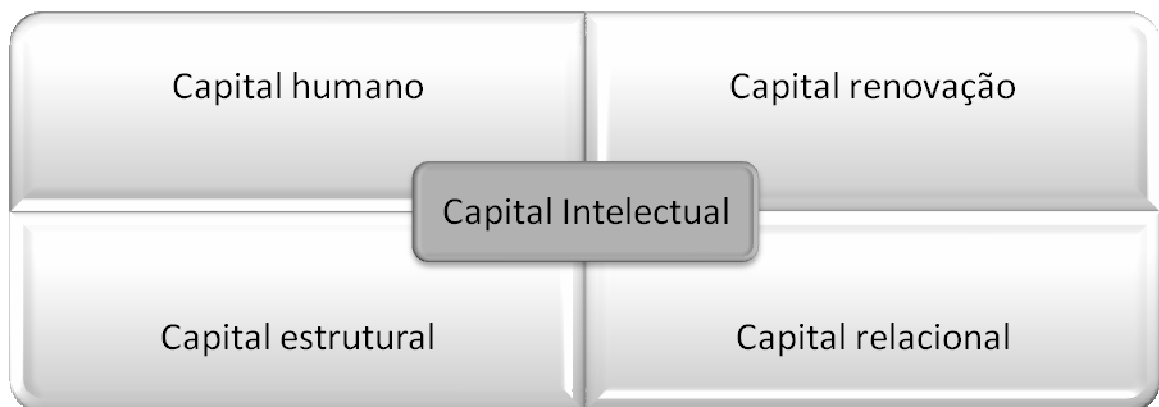 Capital humano
Capital renovação
Capital Intelectual
Capital estrutural
Capital relacional